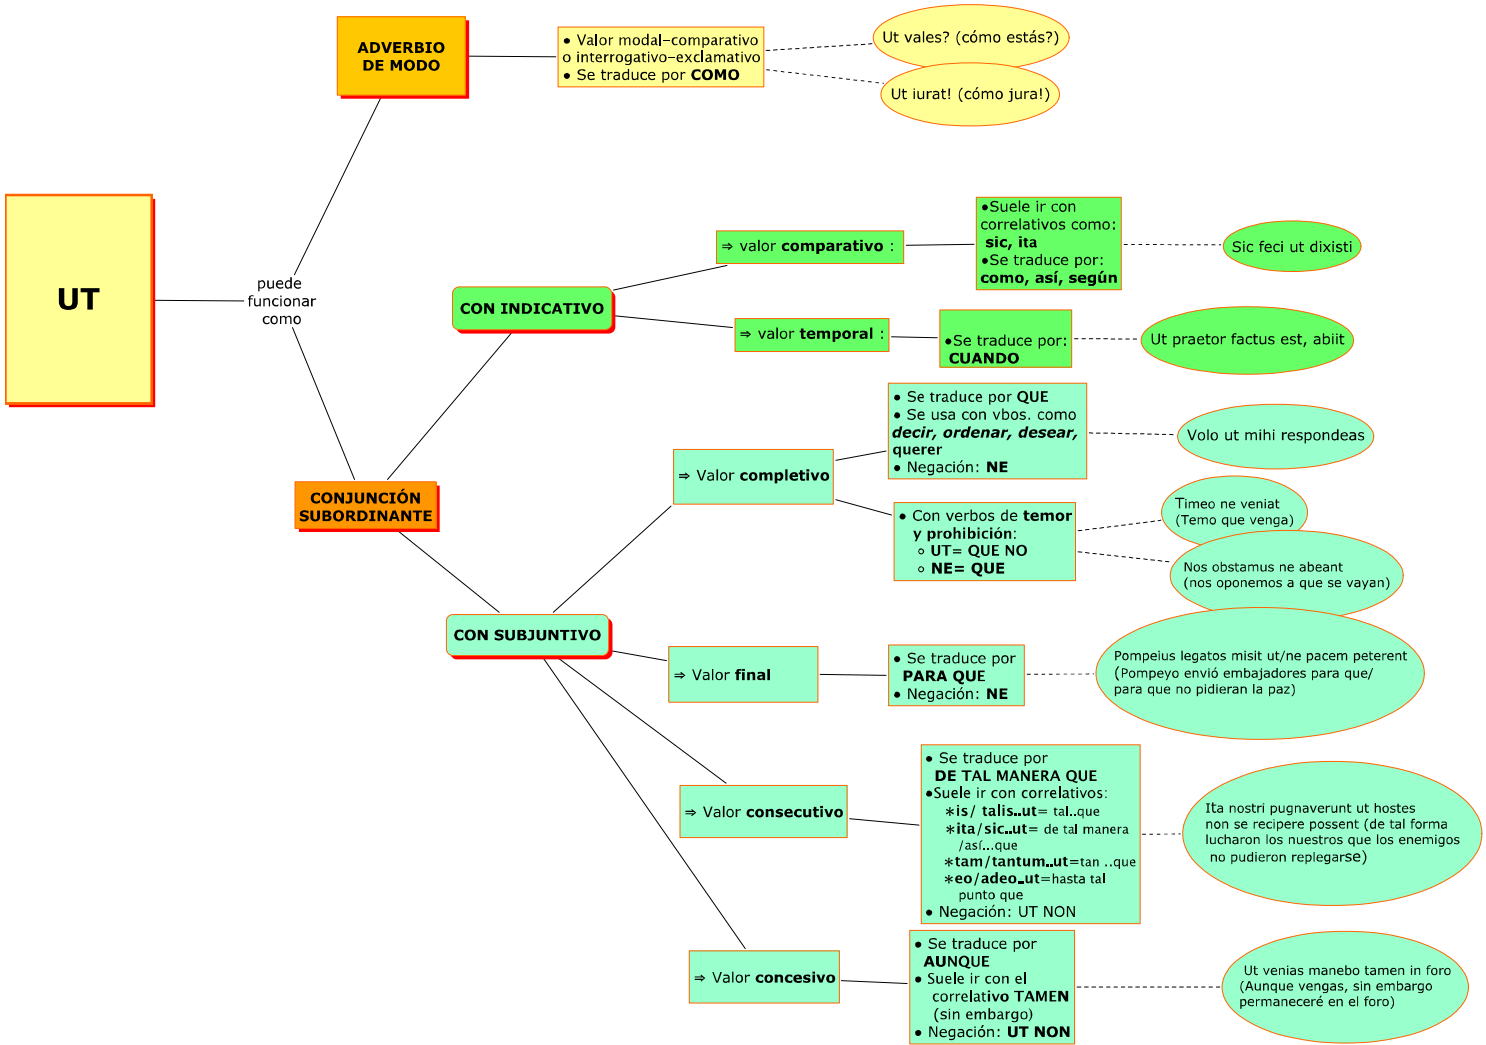 ADVERBIO
DE MODO
• Valor modal-comparativo
o interrogativo-exclamativo
• Se traduce por COMO
Ut vales? (cómo estás?)
Ut iurat! (cómo jura!)
UT
puede
funcionar
como
CONJUNCIÓN
SUBORDINANTE
CON INDICATIVO
⇒ valor comparativo :
•Suele ir con
correlativos como:
sic, ita
•Se traduce por:
como, así, según
Sic feci ut dixisti
⇒ valor temporal :
•Se traduce por:
CUANDO
Ut praetor factus est, abiit
CON SUBJUNTIVO
⇒ Valor completivo
• Se traduce por QUE
• Se usa con vbos. como
decir, ordenar, desear,
querer
• Negación: NE
Volo ut mihi respondeas
• Con verbos de temor
y prohibición:
◦ UT= QUE NO
◦ NE= QUE
Timeo ne veniat
(Temo que venga)
Nos obstamus ne abeant
(nos oponemos a que se vayan)
⇒ Valor final
• Se traduce por
PARA QUE
• Negación: NE
Pompeius legatos misit ut/ne pacem peterent
(Pompeyo envió embajadores para que/
para que no pidieran la paz)
⇒ Valor consecutivo
• Se traduce por
DE TAL MANERA QUE
•Suele ir con correlativos:
*is/ talis..ut= tal..que
*ita/sic..ut= de tal manera
/así...que
*tam/tantum..ut=tan ..que
*eo/adeo..ut=hasta tal
punto que
• Negación: UT NON
Ita nostri pugnaverunt ut hostes
non se recipere possent (de tal forma
lucharon los nuestros que los enemigos
no pudieron replegarse)
⇒ Valor concesivo
• Se traduce por
AUNQUE
• Suele ir con el
correlativo TAMEN
(sin embargo)
• Negación: UT NON
Ut venias manebo tamen in foro
(Aunque vengas, sin embargo
permaneceré en el foro)